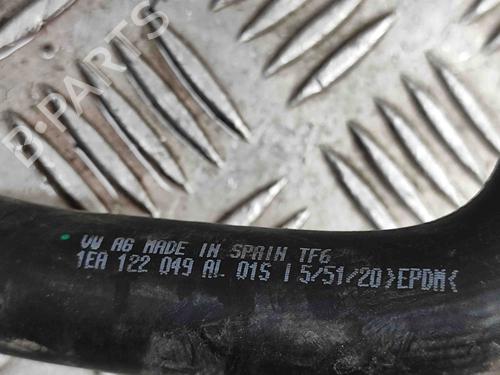 B-PARTS
VW AG MADE IN SPAIN TF6
1EA 122 049 AL 01S I 5/51/20 >EPDM<